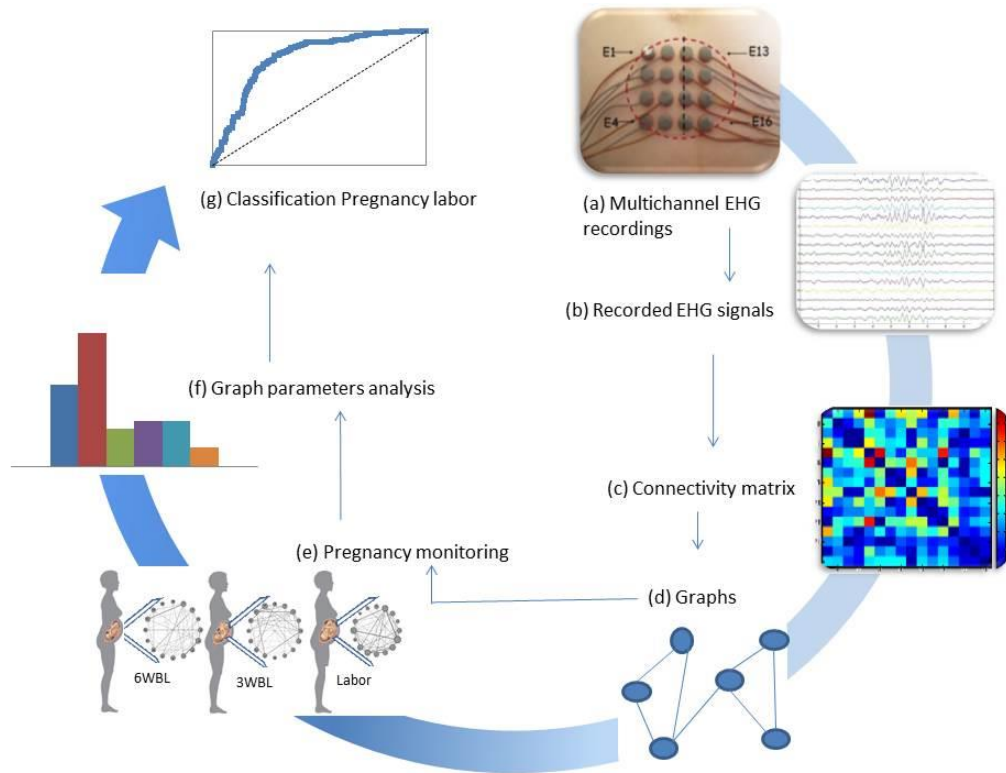 E1
E13
E4
E16
(a) Multichannel EHG
recordings
(b) Recorded EHG signals
(c) Connectivity matrix
(d) Graphs
(e) Pregnancy monitoring
6WBL
3WBL
Labor
(f) Graph parameters analysis
(g) Classification Pregnancy labor